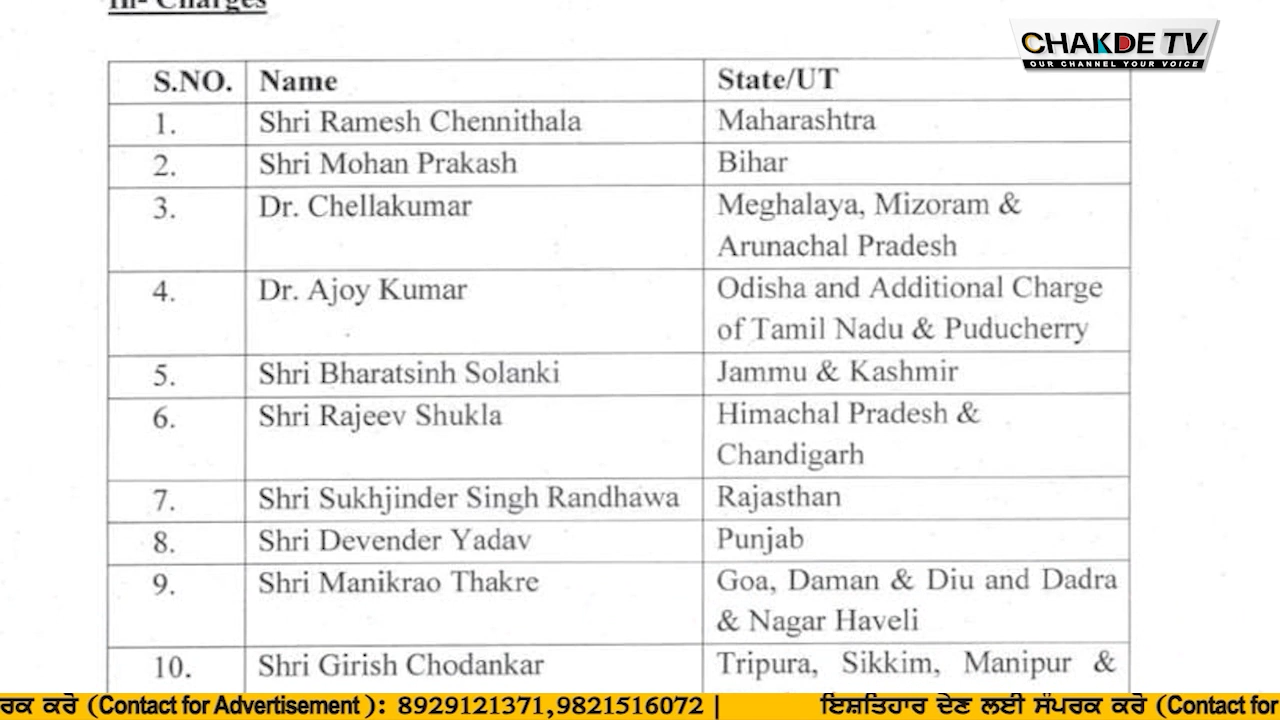 In- Charges
CHAKDE TV
OUR CHANNEL YOUR VOICE
S.NO. Name State/UT
1. Shri Ramesh Chennithala Maharashtra
2. Shri Mohan Prakash Bihar
3. Dr. Chellakumar Meghalaya, Mizoram &
Arunachal Pradesh
4. Dr. Ajoy Kumar Odisha and Additional Charge
of Tamil Nadu & Puducherry
5. Shri Bharatsinh Solanki Jammu & Kashmir
6. Shri Rajeev Shukla Himachal Pradesh &
Chandigarh
7. Shri Sukhjinder Singh Randhawa Rajasthan
8. Shri Devender Yadav Punjab
9. Shri Manikrao Thakre Goa, Daman & Diu and Dadra
& Nagar Haveli
10. Shri Girish Chodankar Tripura, Sikkim, Manipur &
ਰਕ ਕਰੋ (Contact for Advertisement ): 8929121371,9821516072 | ਇਸ਼ਤਿਹਾਰ ਦੇਣ ਲਈ ਸੰਪਰਕ ਕਰੋ (Contact for